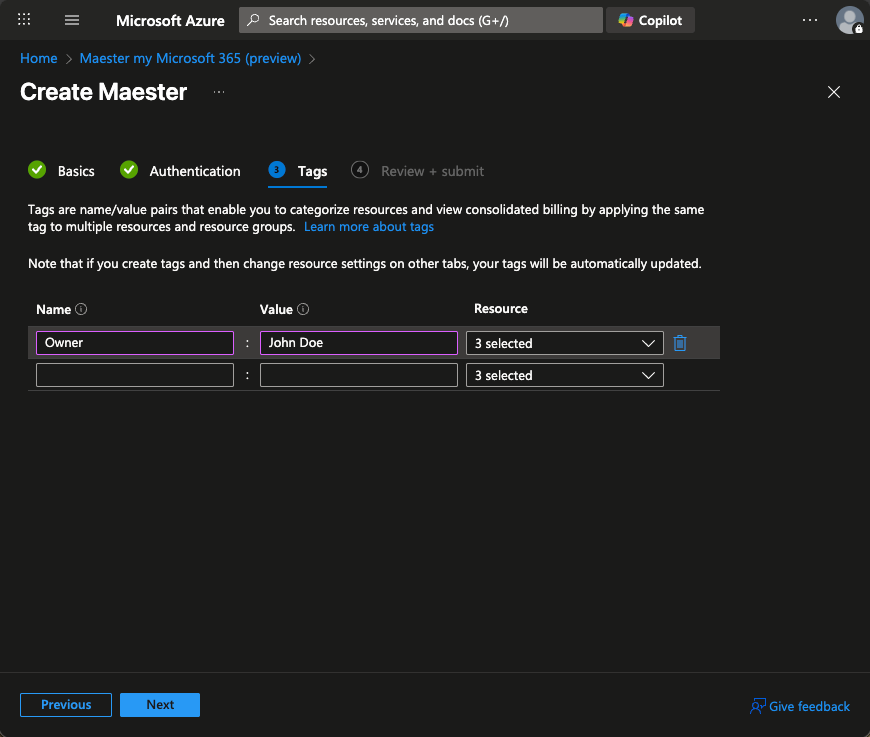 Microsoft Azure
Search resources, services, and docs (G+/)
Copilot
Home > Maester my Microsoft 365 (preview) >
Create Maester ...
Basics
Authentication
3 Tags
4 Review + submit
Tags are name/value pairs that enable you to categorize resources and view consolidated billing by applying the same
tag to multiple resources and resource groups. Learn more about tags
Note that if you create tags and then change resource settings on other tabs, your tags will be automatically updated.
Name Value Resource
Owner : John Doe 3 selected
: 3 selected
Previous Next Give feedback